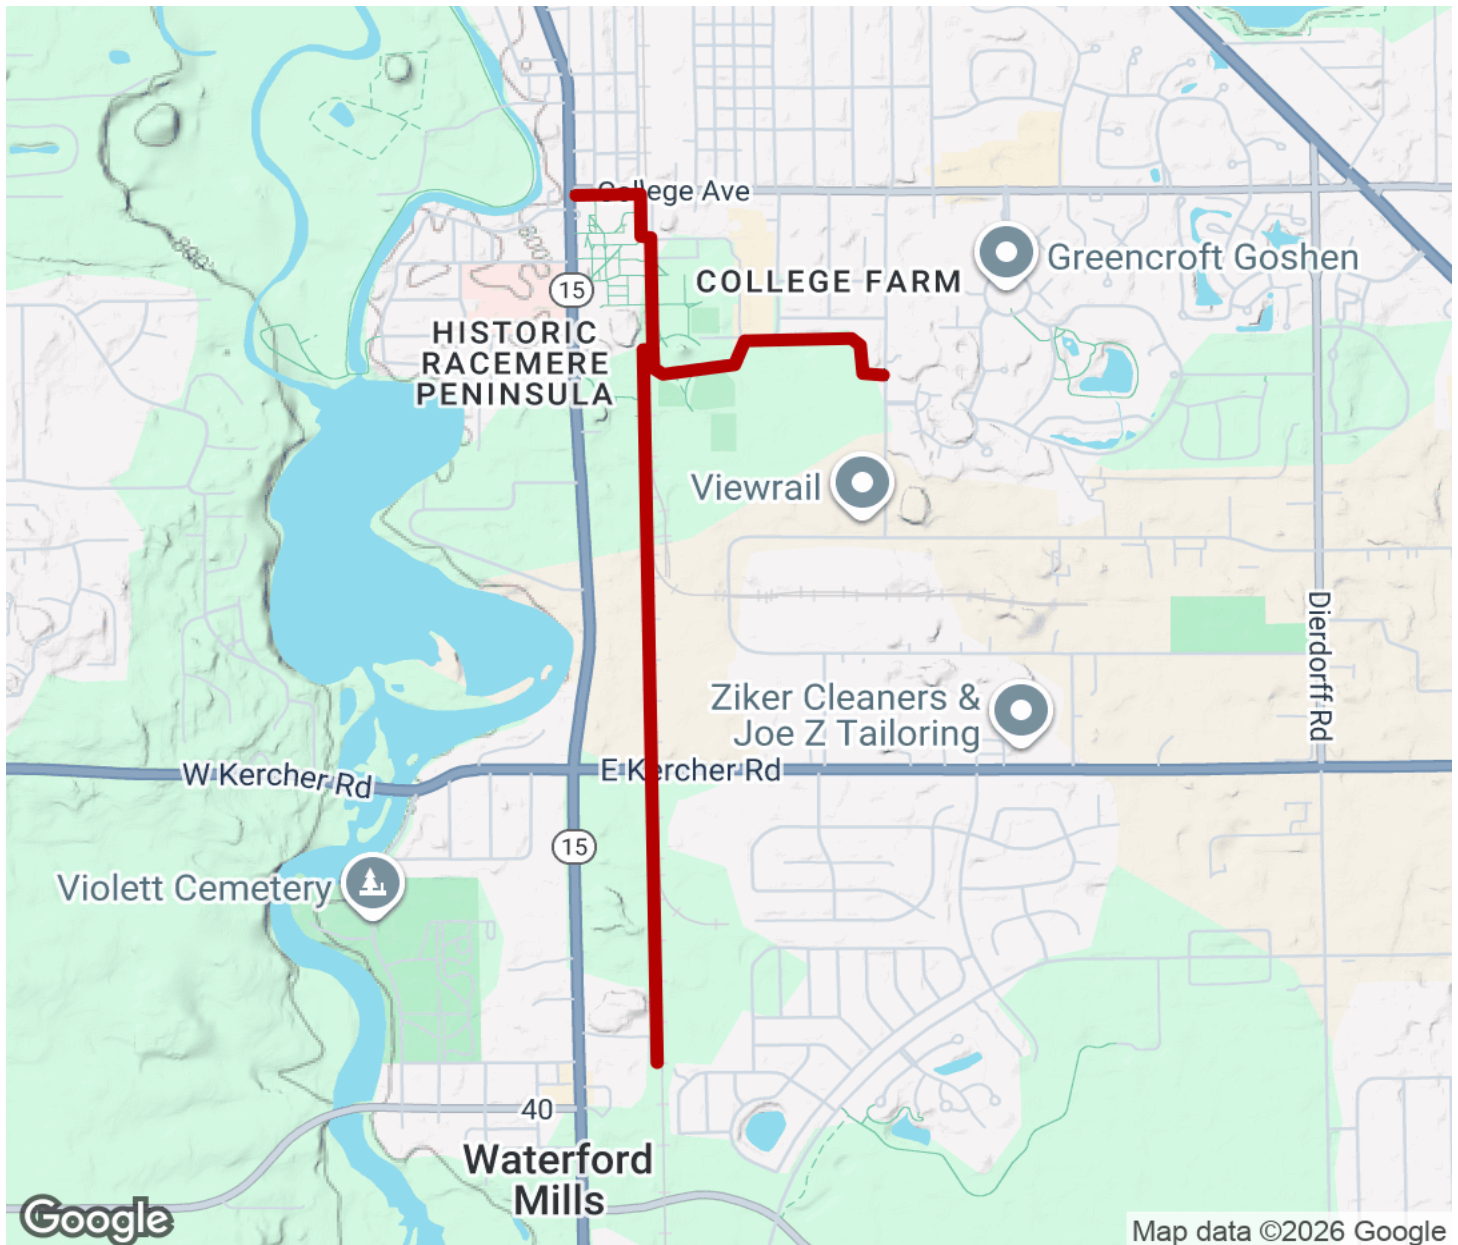 College Ave
Greencroft Goshen
COLLEGE FARM
15
HISTORIC
RACEMERE
PENINSULA
Viewrail
Dierdorff Rd
Ziker Cleaners &
Joe Z Tailoring
W Kercher Rd
E Kercher Rd
15
Violett Cemetery
40
Waterford
Mills
Google
Map data ©2026 Google